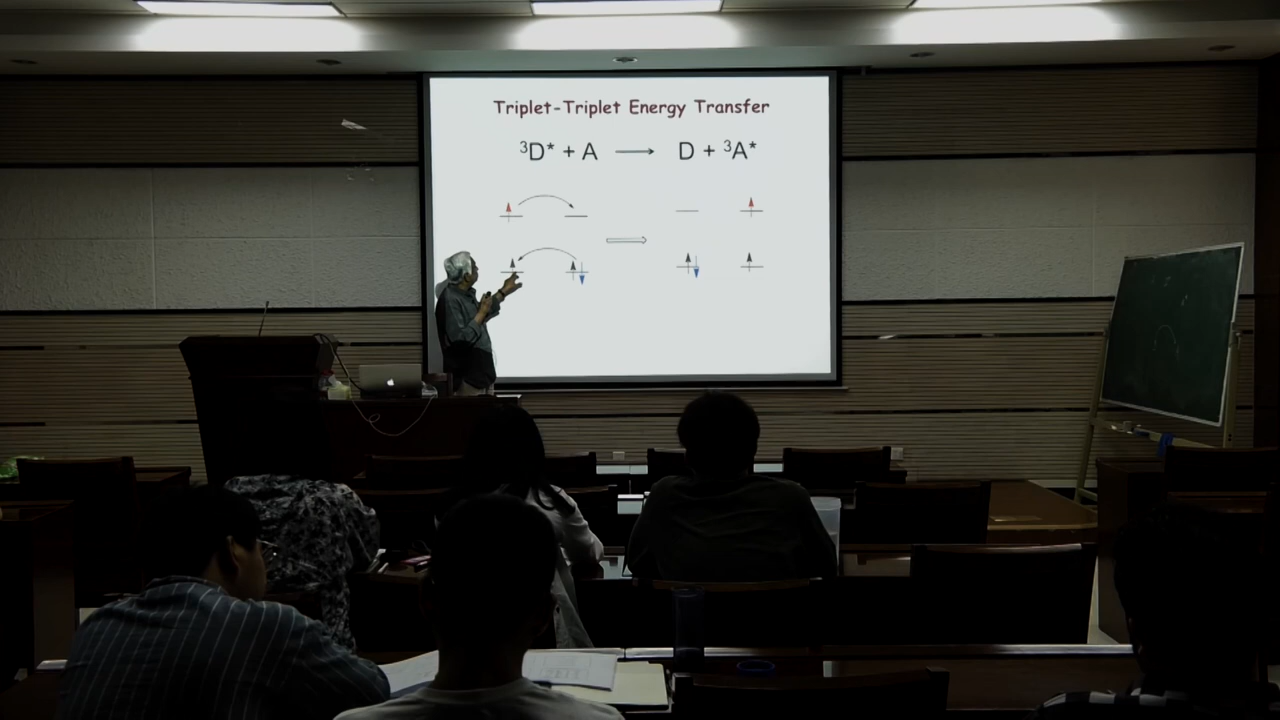 Triplet-Triplet Energy Transfer
³D* + A ⟶ D + ³A*